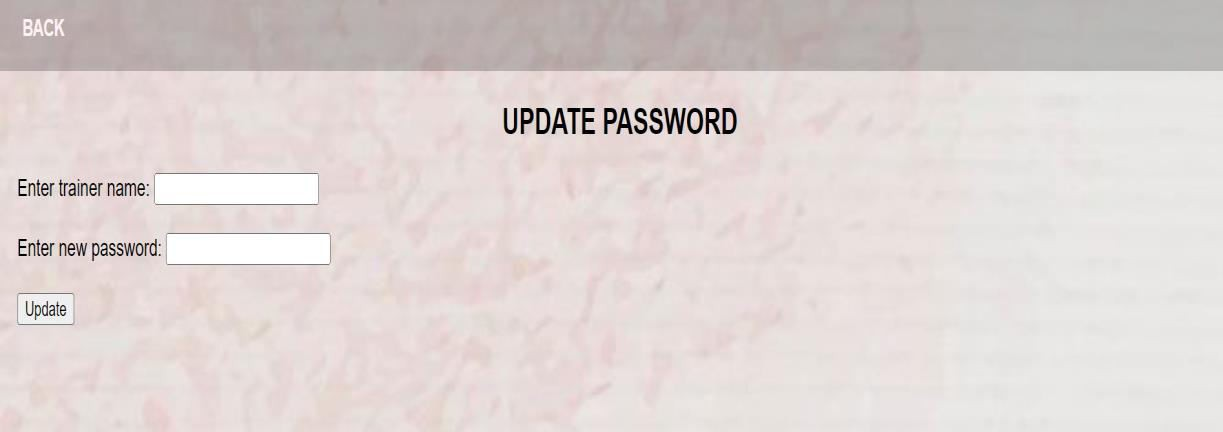 BACK
UPDATE PASSWORD
Enter trainer name:
Enter new password:
Update